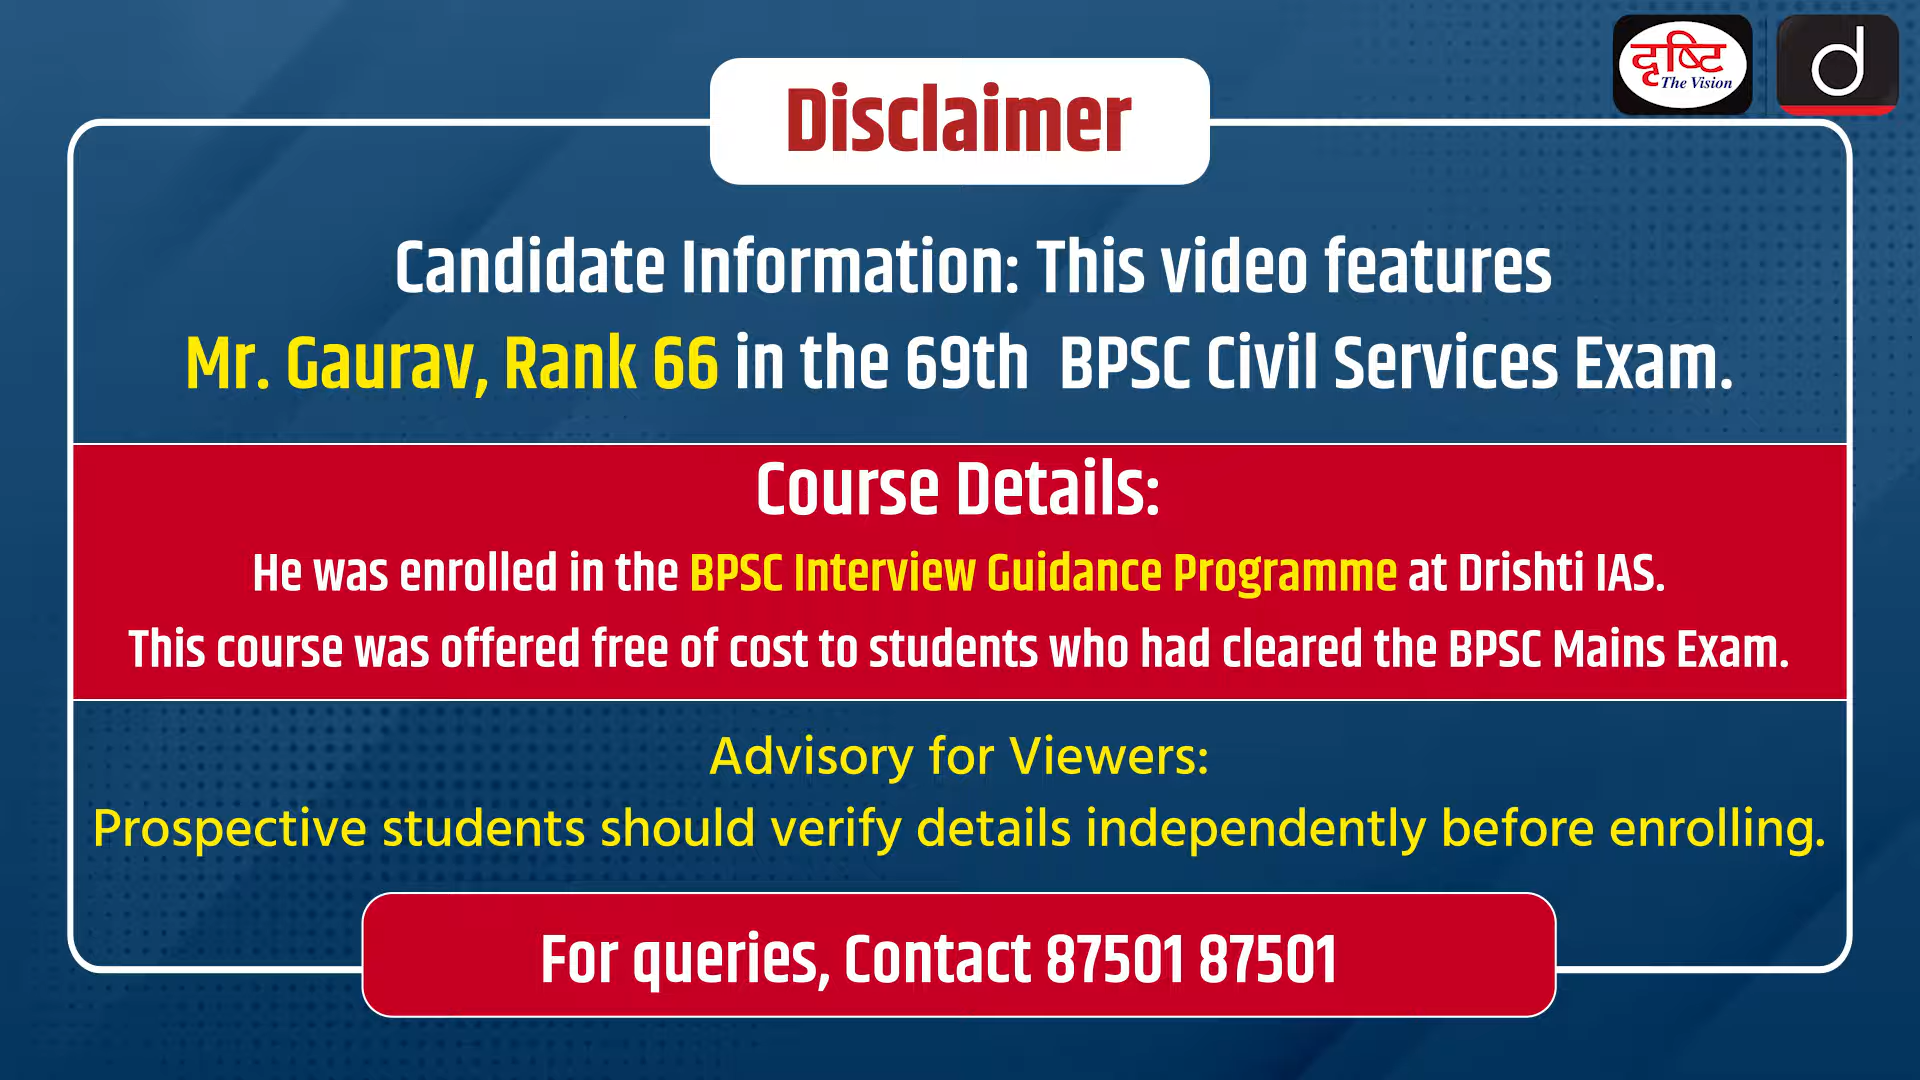 दृष्टि
The Vision
d
Disclaimer
Candidate Information: This video features
Mr. Gaurav, Rank 66 in the 69th BPSC Civil Services Exam.
Course Details:
He was enrolled in the BPSC Interview Guidance Programme at Drishti IAS.
This course was offered free of cost to students who had cleared the BPSC Mains Exam.
Advisory for Viewers:
Prospective students should verify details independently before enrolling.
For queries, Contact 87501 87501